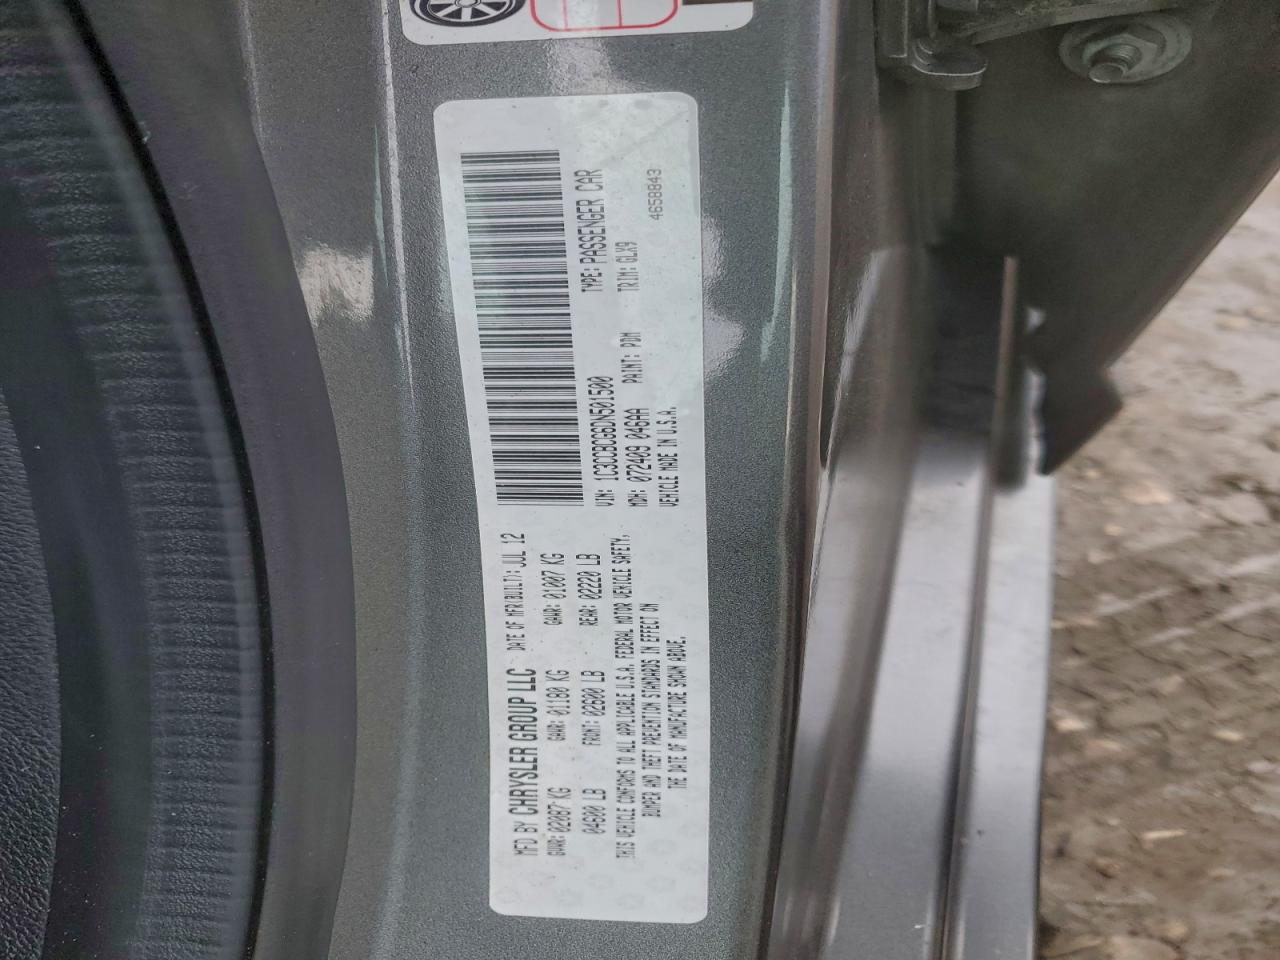 MFD BY CHRYSLER GROUP LLC DATE OF MFR(BUILT): JUL 12
GVWR: 02087 KG GAWR: 01180 KG GAWR: 01007 KG
04600 LB FRONT: 02600 LB REAR: 02220 LB
THIS VEHICLE CONFORMS TO ALL APPLICABLE U.S.A. FEDERAL MOTOR VEHICLE SAFETY,
BUMPER AND THEFT PREVENTION STANDARDS IN EFFECT ON
THE DATE OF MANUFACTURE SHOWN ABOVE.
VIN: 1C3CCBCG6DN501500 TYPE: PASSENGER CAR
MDH: 072409 046AA PAINT: PDM TRIM: GLX9
VEHICLE MADE IN U.S.A. 4658843